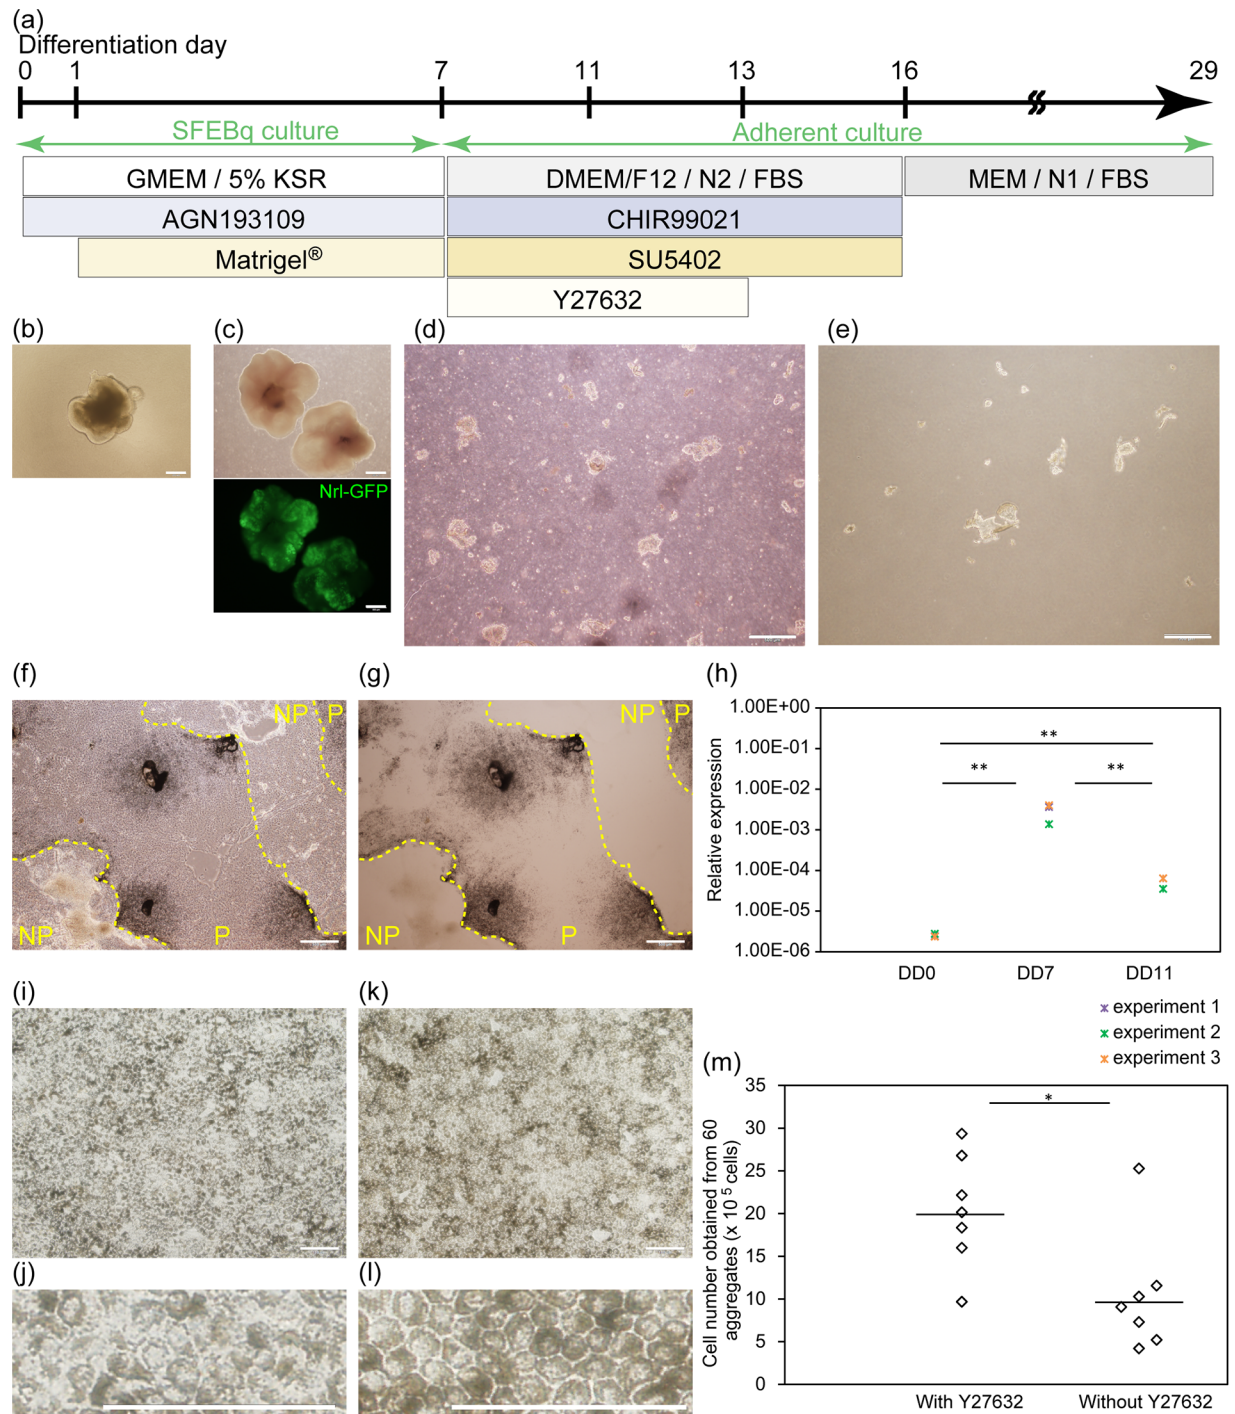 (a)
Differentiation day
0 1 7 11 13 16 29
SFEBq culture Adherent culture
GMEM / 5% KSR DMEM/F12 / N2 / FBS MEM / N1 / FBS
AGN193109 CHIR99021
Matrigel® SU5402
Y27632
(b) (c) (d) (e)
Nrl-GFP
(f) (g) (h)
NP P NP P
NP P NP P
Relative expression
1.00E+00
1.00E-01
1.00E-02
1.00E-03
1.00E-04
1.00E-05
1.00E-06
**
** **
DD0 DD7 DD11
experiment 1
experiment 2
experiment 3
(i) (k)
(j) (l)
(m)
Cell number obtained from 60
aggregates (x 10 5 cells)
35
30
25
20
15
10
5
0
*
With Y27632 Without Y27632